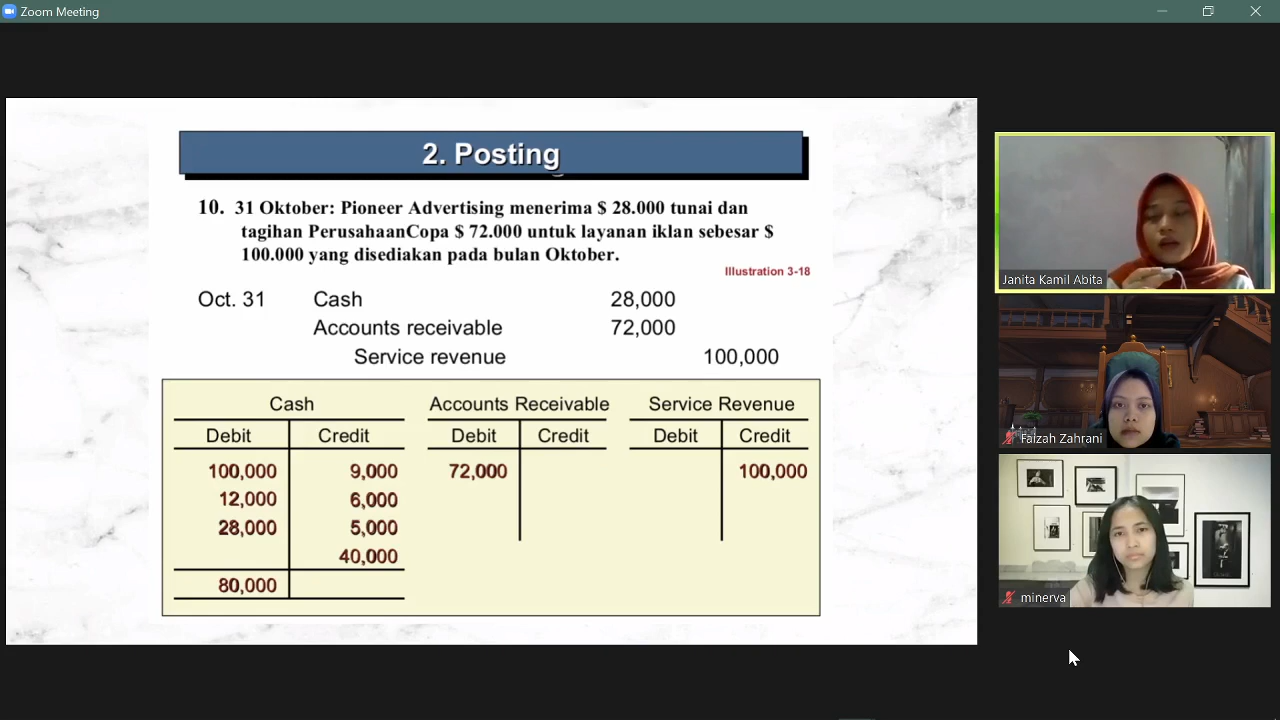 Zoom Meeting
2. Posting
10. 31 Oktober: Pioneer Advertising menerima $ 28.000 tunai dan
tagihan PerusahaanCopa $ 72.000 untuk layanan iklan sebesar $
100.000 yang disediakan pada bulan Oktober.
Illustration 3-18
Oct. 31 Cash 28,000
Accounts receivable 72,000
Service revenue 100,000
Cash Accounts Receivable Service Revenue
Debit Credit Debit Credit Debit Credit
100,000 9,000 72,000 100,000
12,000 6,000
28,000 5,000
40,000
80,000
Janita Kamil Abita
Faizah Zahrani
minerva